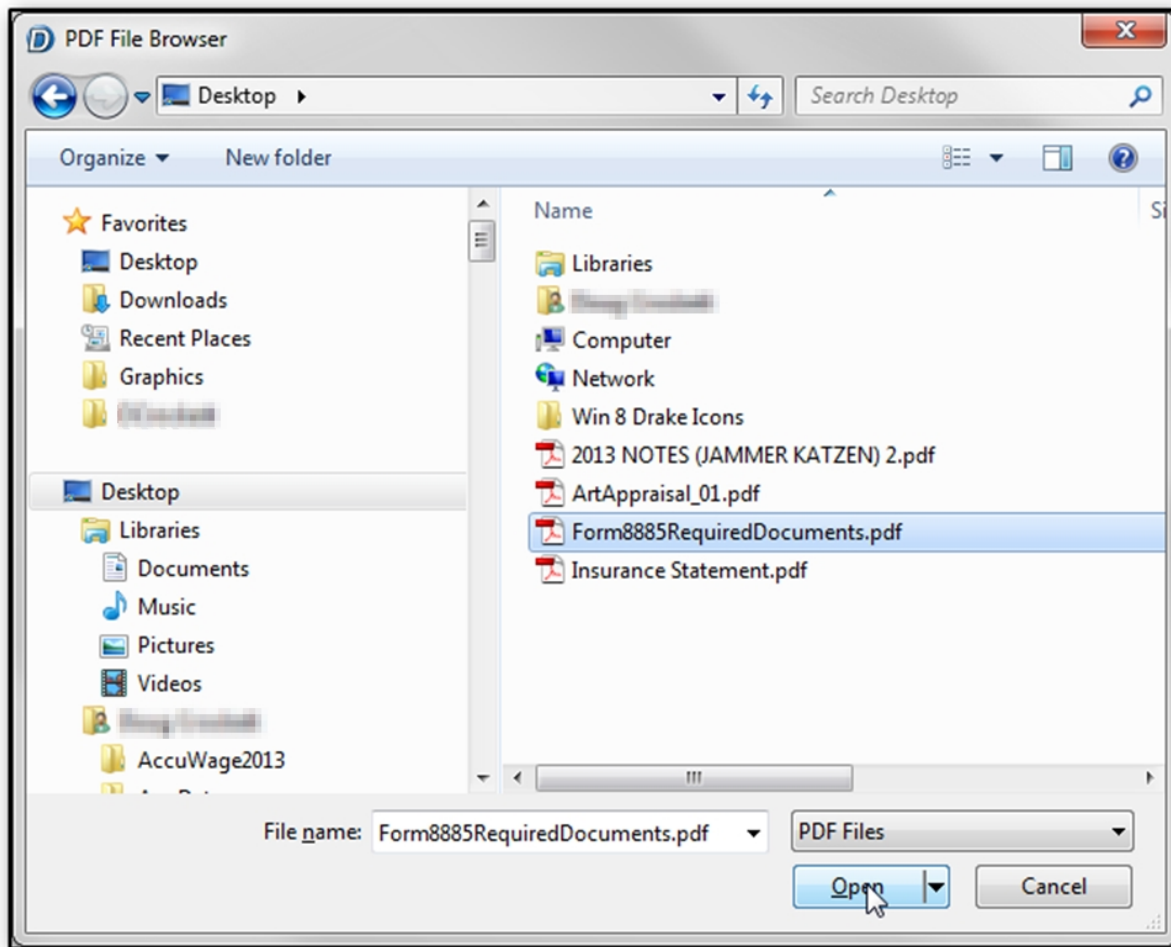 PDF File Browser
Desktop
Search Desktop
Organize
New folder
Favorites
Desktop
Downloads
Recent Places
Graphics
Desktop
Libraries
Documents
Music
Pictures
Videos
AccuWage2013
Name
Si
Libraries
Computer
Network
Win 8 Drake Icons
2013 NOTES (JAMMER KATZEN) 2.pdf
ArtAppraisal_01.pdf
Form8885RequiredDocuments.pdf
Insurance Statement.pdf
File name: Form8885RequiredDocuments.pdf
PDF Files
Open
Cancel